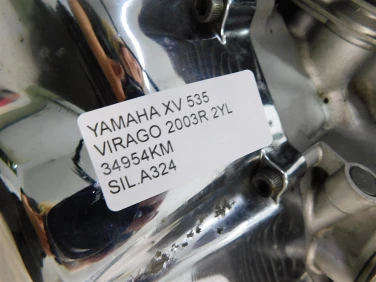 YAMAHA XV 535
VIRAGO 2003R 2YL
34954KM
SIL.A324